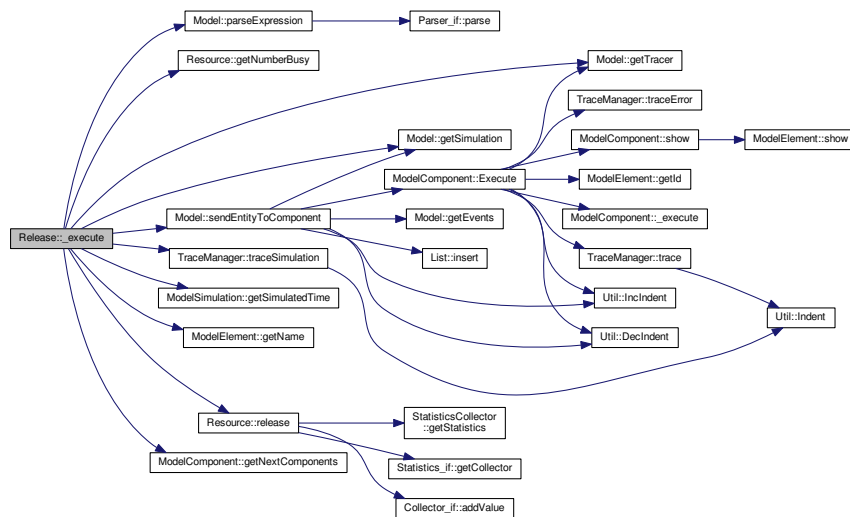 Model::parseExpression
Parser_if::parse
Resource::getNumberBusy
Model::getTracer
TraceManager::traceError
Model::getSimulation
ModelComponent::show
ModelElement::show
ModelComponent::Execute
ModelElement::getId
Model::sendEntityToComponent
Model::getEvents
ModelComponent::_execute
Release::_execute
TraceManager::traceSimulation
List::insert
TraceManager::trace
ModelSimulation::getSimulatedTime
Util::IncIndent
Util::Indent
ModelElement::getName
Util::DecIndent
Resource::release
StatisticsCollector
::getStatistics
ModelComponent::getNextComponents
Statistics_if::getCollector
Collector_if::addValue